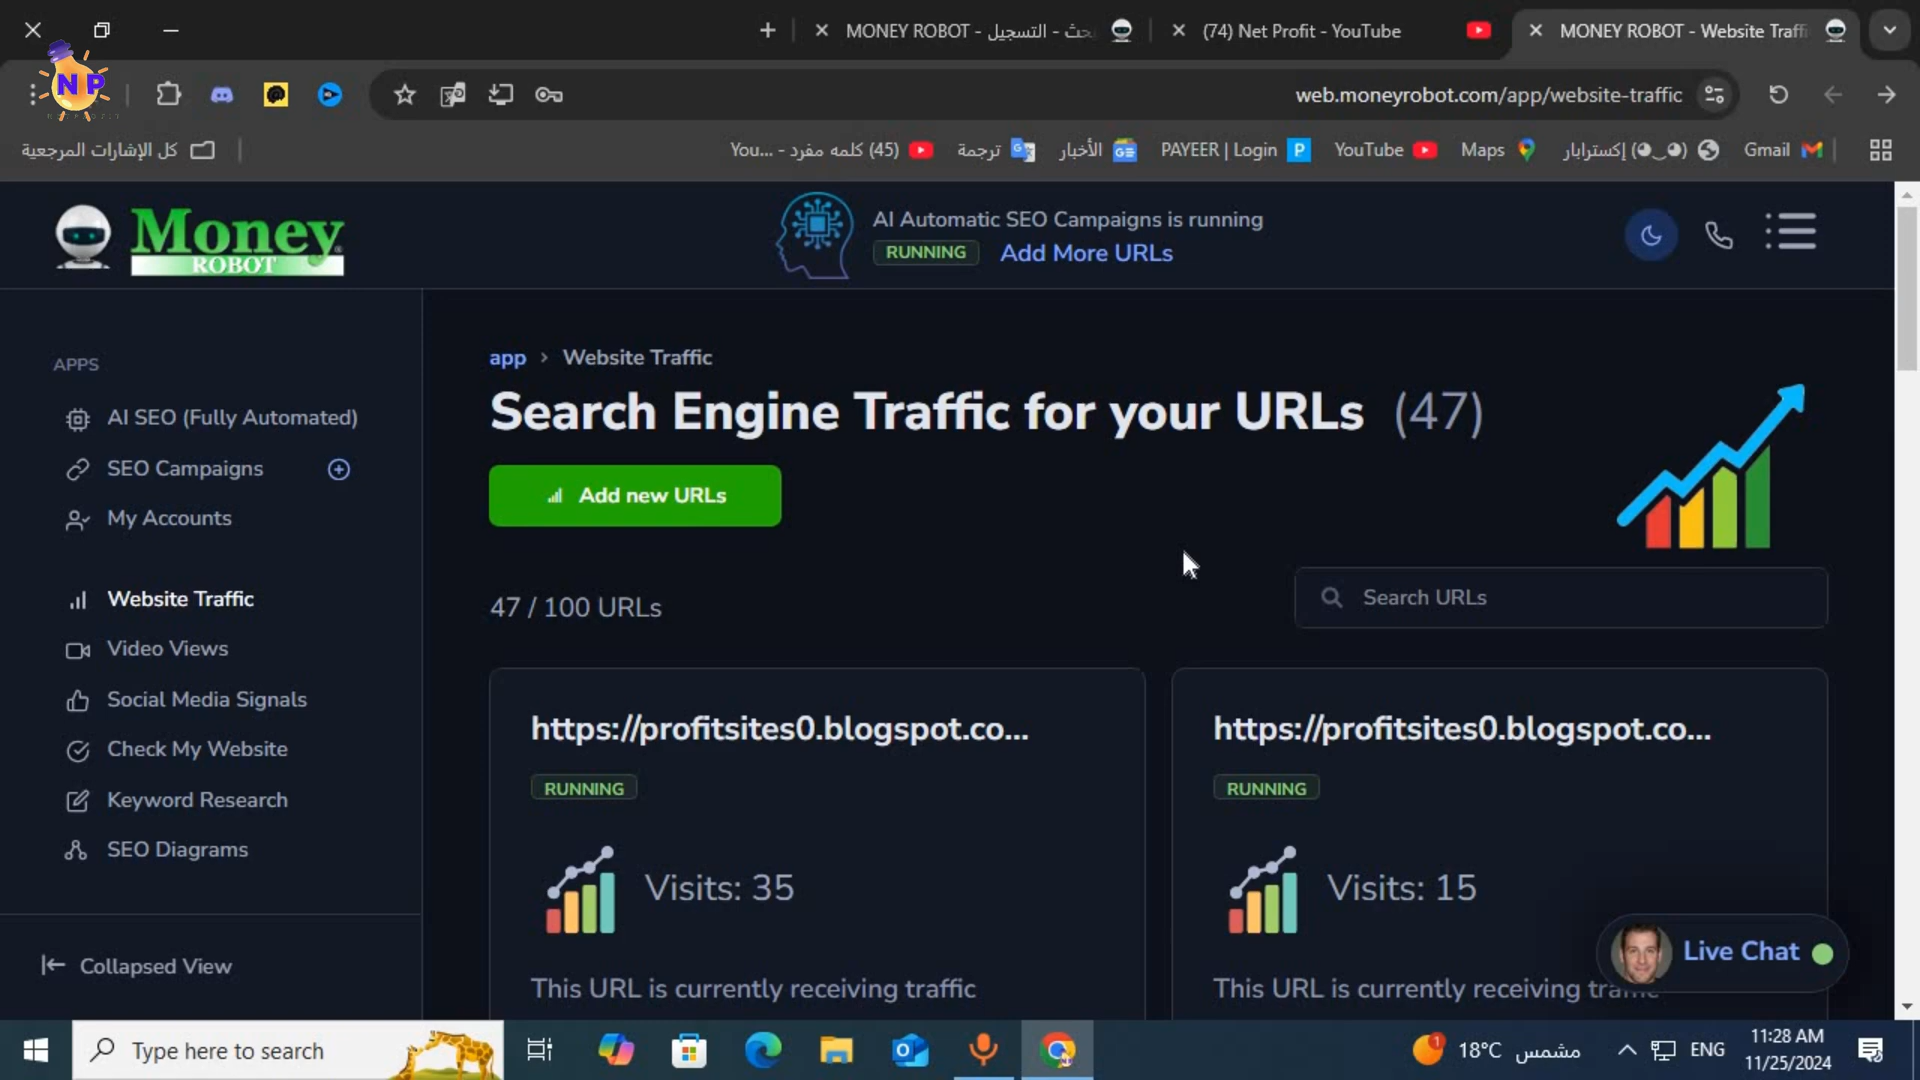 MONEY ROBOT - بحث - التسجيل
(74) Net Profit - YouTube
MONEY ROBOT - Website Traffi
NP
web.moneyrobot.com/app/website-traffic
كل الإشارات المرجعية
You... - كلمه مفرد (45)
ترجمة
الأخبار
PAYEER | Login
YouTube
Maps
إكسترابار (◕‿◕)
Gmail
Money
ROBOT
AI Automatic SEO Campaigns is running
RUNNING
Add More URLs
APPS
AI SEO (Fully Automated)
SEO Campaigns
My Accounts
Website Traffic
Video Views
Social Media Signals
Check My Website
Keyword Research
SEO Diagrams
Collapsed View
app > Website Traffic
Search Engine Traffic for your URLs (47)
Add new URLs
47 / 100 URLs
Search URLs
https://profitsites0.blogspot.co...
RUNNING
Visits: 35
This URL is currently receiving traffic
https://profitsites0.blogspot.co...
RUNNING
Visits: 15
This URL is currently receiving traffic
Live Chat
Type here to search
1
18°C مشمس
ENG
11:28 AM
11/25/2024